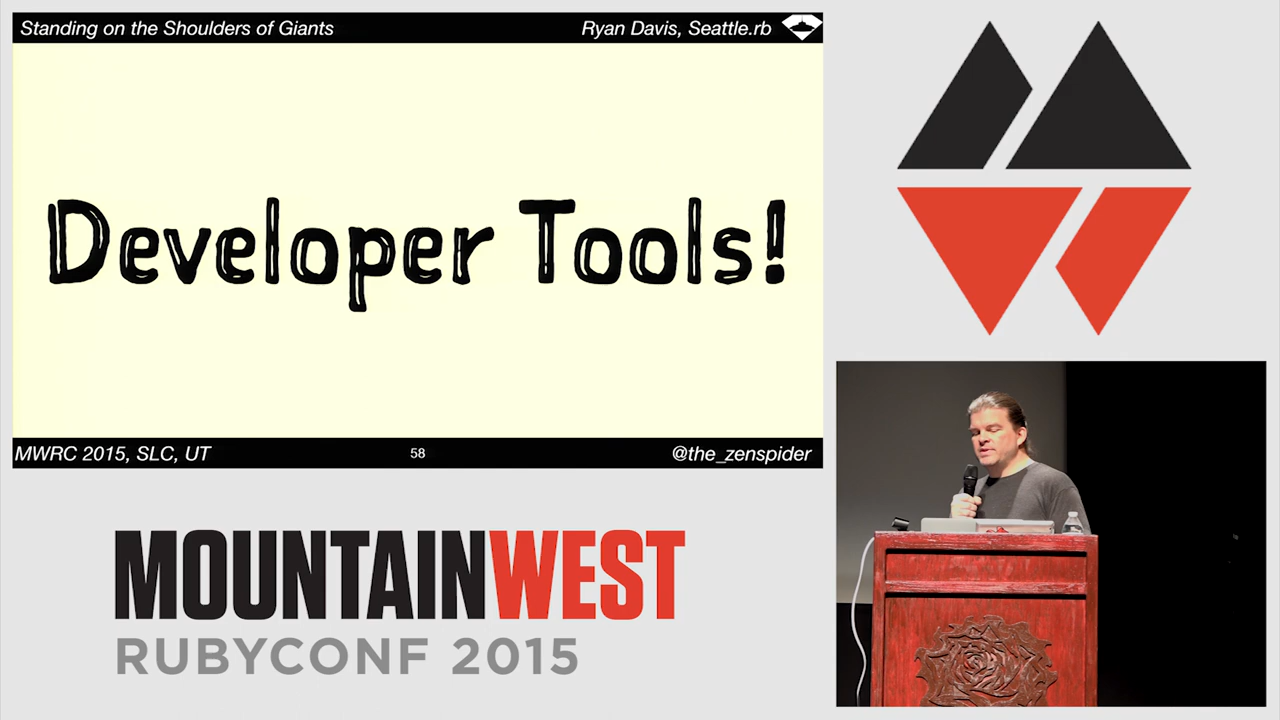 Standing on the Shoulders of Giants
Ryan Davis, Seattle.rb
Developer Tools!
MWRC 2015, SLC, UT
58
@the_zenspider
MOUNTAINWEST
RUBYCONF 2015